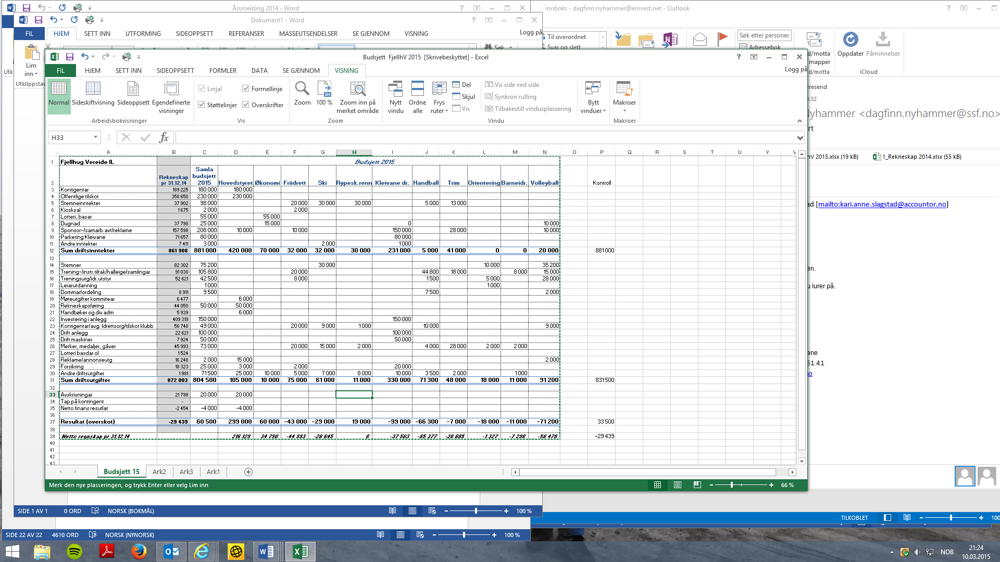 Årsmelding 2014 - Word
Innboks - dagfinn.nyhammer@enivest.net - Outlook
Dokument1 - Word
FIL HJEM SETT INN UTFORMING SIDEOPPSETT REFERANSER MASSEUTSENDELSER SE GJENNOM VISNING Logg på
Til overordnet
Svar og slett
Søk etter personer
Adressebok
Oppdater Påminnelser
iCloud
Lim inn
Søk
Utklippstav
Budsjett FjellhV 2015 [Skrivebeskyttet] - Excel
FIL HJEM SETT INN SIDEOPPSETT FORMLER DATA SE GJENNOM VISNING Logg på
Normal Sideskiftvisning Sideoppsett Egendefinerte visninger
Arbeidsbokvisninger
Linjal Formellinje
Støttelinjer Overskrifter
Vis
Zoom 100 % Zoom inn på merket område
Zoom
Nytt vindu Ordne alle Frys ruter
Del Skjul Vis
Vis side ved side
Synkron rulling
Tilbakestill vindusplassering
Bytt vinduer
Vindu
Makroer
Makroer
H33
A B C D E F G H I J K L M N O P Q R S T U V
1 Fjellhug Vereide IL Budsjett 2015
2 Rekneskap pr 31.12.14 Samla budsjett 2015 Hovedstyret Økonomi Friidrett Ski Rypesk.renn Kleivane dr. Handball Trim Orientering Barneidr. Volleyball Kontroll
3 Kontigentar 189 225 180 000 180 000
4 Offentlige tilskot 358 650 230 000 230 000
5 Stemneinntekter 37 902 98 000 20 000 30 000 30 000 5 000 13 000
6 Kiosksal 1 675 2 000 2 000
7 Lotteri, basar 55 000 55 000
8 Dugnad 37 790 25 000 15 000 0 10 000
9 Sponsor-/samarb.avt/reklame 157 598 208 000 10 000 10 000 150 000 28 000 10 000
10 Parkering Kleivane 71 657 80 000 80 000
11 Andre inntekter 7 411 3 000 2 000 1 000
12 Sum driftsinntekter 861 908 881 000 420 000 70 000 32 000 32 000 30 000 231 000 5 000 41 000 0 0 20 000 881 000
13
14 Stemner 82 302 75 200 30 000 10 000 35 200
15 Trening-/instr.tiltak/halleige/samlingar 91 030 105 800 20 000 44 800 18 000 8 000 15 000
16 Treningsutg/idr.utstyr 52 621 42 500 8 000 1 500 5 000 28 000
17 Leiarutdanning 1 000 1 000
18 Dommarfordeling 8 911 9 500 7 500 2 000
19 Møteutgifter kommitear 6 477 6 000
20 Rekneskapsføring 44 050 50 000 50 000
21 Handbøker og div adm 5 939 6 000
22 Investering i anlegg 409 319 150 000 150 000
23 Kontigentar/avg. Idrettsorg/tilskot klubb 56 740 49 000 20 000 9 000 1 000 10 000 9 000
24 Drift anlegg 22 621 100 000 100 000
25 Drift maskiner 7 924 50 000 50 000
26 Merker, medaljer, gåver 45 993 73 000 20 000 15 000 2 000 4 000 28 000 2 000 2 000
27 Lotteri basdar ol 1 524
28 Reklame/annonseutg 16 248 2 000 15 000 2 000
29 Forsikring 18 323 25 000 3 000 2 000 20 000
30 Andre driftsutgifter 1 981 71 500 25 000 10 000 5 000 7 000 8 000 10 000 3 500 2 000 1 000
31 Sum driftsutgifter 872 003 804 500 105 000 10 000 75 000 61 000 11 000 330 000 71 300 48 000 18 000 11 000 91 200 831 500
32
33 Avskrivningar 21 798 20 000 20 000
34 Tap på kontingent -
35 Netto finans resutlat -2 454 -4 000 -4 000
36
37 Resultat (overskot) -29 439 60 500 299 000 60 000 -43 000 -29 000 19 000 -99 000 -66 300 -7 000 -18 000 -11 000 -71 200 33 500
38
39 Netto regnskap pr 31.12.14 34 786 -26 645 6 -37 563 -1 327 -29 439
40
41
42
43
Budsjett 15 Ark2 Ark3 Ark1
Merk den nye plasseringen, og trykk Enter eller velg Lim inn
66 %
d/motta
mapper
d/motta
eresend
:32
lyhammer <dagfinn.nyhammer@ssf.no>
rt
hV 2015.xlsx (19 kB) 1_Rekneskap 2014.xlsx (55 kB)
ad [mailto:kari.anne.slagstad@accountor.no]
en.
u lurer på.
ane
51 41
no
SIDE 1 AV 1 0 ORD NORSK (BOKMÅL) 100 %
TILKOBLET 100
SIDE 22 AV 22 4610 ORD NORSK (NYNORSK) 100 %
NOB
21:24
10.03.2015